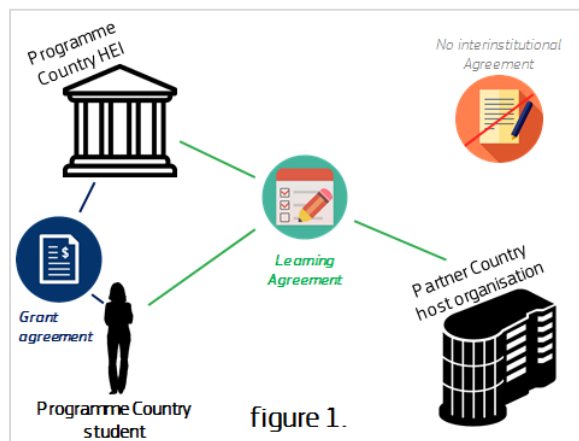 Programme
Country HEI
No interinstitutional
Agreement
$
Learning
Agreement
Partner Country
host organisation
Grant
agreement
Programme Country
student
figure 1.